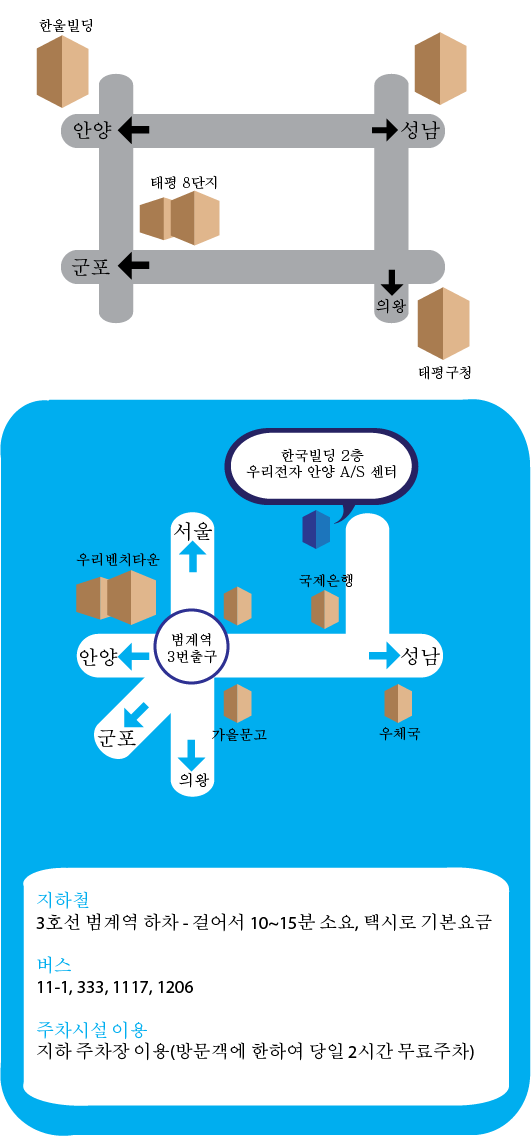 한울빌딩
안양
성남
태평 8단지
군포
의왕
태평구청
한국빌딩 2층
우리전자 안양 A/S 센터
서울
우리벤치타운
국제은행
범계역
3번출구
안양
성남
군포
가을문고
우체국
의왕
지하철
3호선 범계역 하차 - 걸어서 10~15분 소요, 택시로 기본요금
버스
11-1, 333, 1117, 1206
주차시설 이용
지하 주차장 이용(방문객에 한하여 당일 2시간 무료주차)